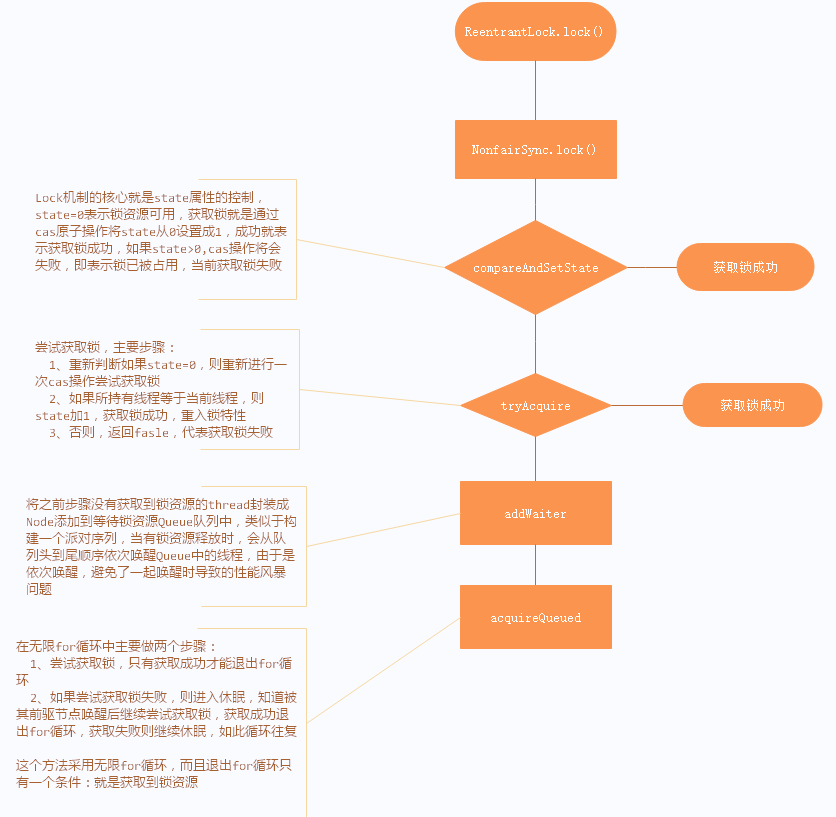 ReentrantLock.lock()
NonfairSync.lock()
Lock机制的核心就是state属性的控制，
state=0表示锁资源可用，获取锁就是通过
cas原子操作将state从0设置成1，成功就表
示获取锁成功，如果state>0,cas操作将会
失败，即表示锁已被占用，当前获取锁失败
compareAndSetState
获取锁成功
尝试获取锁，主要步骤：
1、重新判断如果state=0，则重新进行一
次cas操作尝试获取锁
2、如果所持有线程等于当前线程，则
state加1，获取锁成功，重入锁特性
3、否则，返回fasle，代表获取锁失败
tryAcquire
获取锁成功
将之前步骤没有获取到锁资源的thread封装成
Node添加到等待锁资源Queue队列中，类似于构
建一个派对序列，当有锁资源释放时，会从队
列头到尾顺序依次唤醒Queue中的线程，由于是
依次唤醒，避免了一起唤醒时导致的性能风暴
问题
addWaiter
acquireQueued
在无限for循环中主要做两个步骤：
1、尝试获取锁，只有获取成功才能退出for循
环
2、如果尝试获取锁失败，则进入休眠，知道被
其前驱节点唤醒后继续尝试获取锁，获取成功退
出for循环，获取失败则继续休眠，如此循环往复
这个方法采用无限for循环，而且退出for循环只
有一个条件：就是获取到锁资源